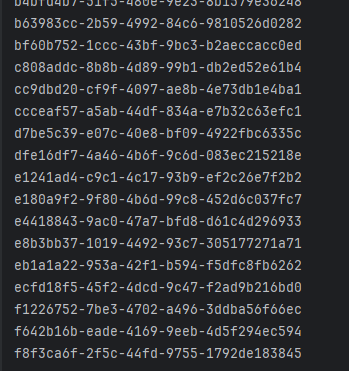 b63983cc-2b59-4992-84c6-9810526d0282
bf60b752-1ccc-43bf-9bc3-b2aeccacc0ed
c808addc-8b8b-4d89-99b1-db2ed52e61b4
cc9dbd20-cf9f-4097-ae8b-4e73db1e4ba1
ccceaf57-a5ab-44df-834a-e7b32c63efc1
d7be5c39-e07c-40e8-bf09-4922fbc6335c
dfe16df7-4a46-4b6f-9c6d-083ec215218e
e1241ad4-c9c1-4c17-93b9-ef2c26e7f2b2
e180a9f2-9f80-4b6d-99c8-452d6c037fc7
e4418843-9ac0-47a7-bfd8-d61c4d296933
e8b3bb37-1019-4492-93c7-305177271a71
eb1a1a22-953a-42f1-b594-f5dfc8fb6262
ecfd18f5-45f2-4dcd-9c47-f2ad9b216bd0
f1226752-7be3-4702-a496-3ddba56f66ec
f642b16b-eade-4169-9eeb-4d5f294ec594
f8f3ca6f-2f5c-44fd-9755-1792de183845